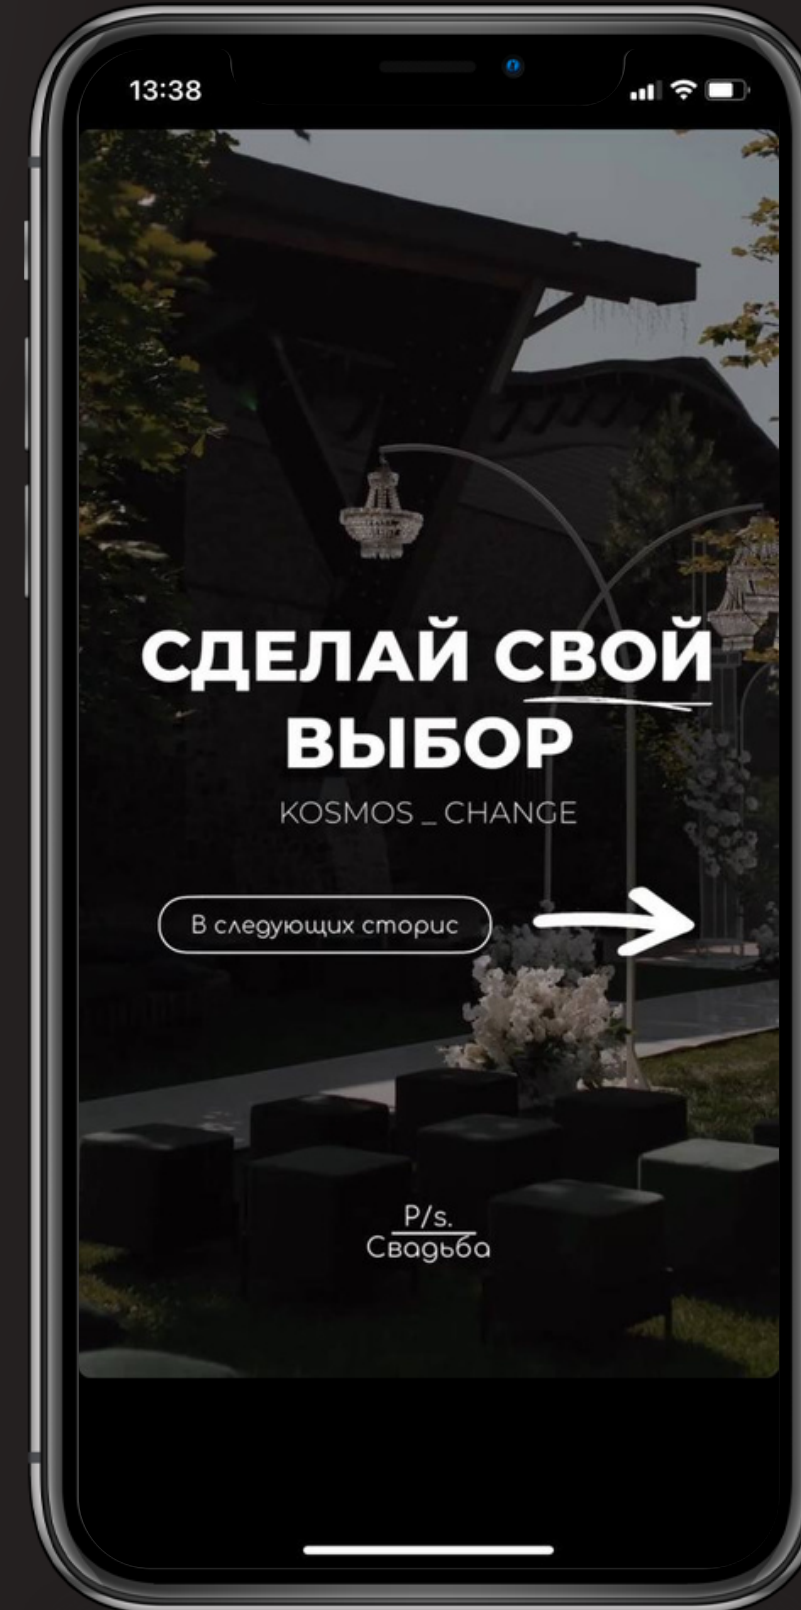 13:38
СДЕЛАЙ СВОЙ
ВЫБОР
KOSMOS _ CHANGE
В следующих сторис
P/s.
Свадьба